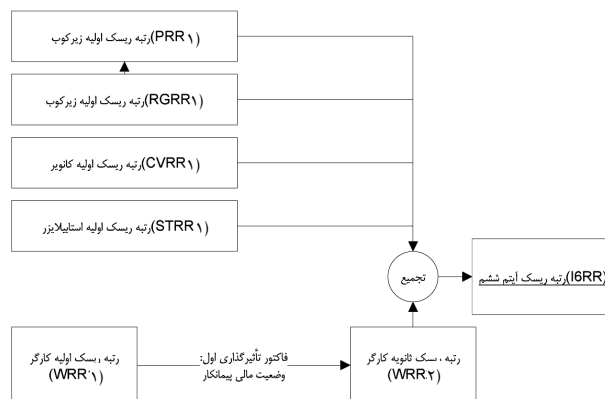 رتبه ریسک اولیه زیرکوب(PRR۱)
رتبه ریسک اولیه زیرکوب(RGRR۱)
رتبه ریسک اولیه کانویر(CVRR۱)
رتبه ریسک اولیه استابیلایزر(STRR۱)
تجمیع
رتبه ریسک آیتم ششم(I6RR)
رتبه ریسک اولیه کارگر
(WRR۱)
فاکتور تأثیرگذاری اول:
وضعیت مالی پیمانکار
رتبه ریسک ثانویه کارگر
(WRR۲)